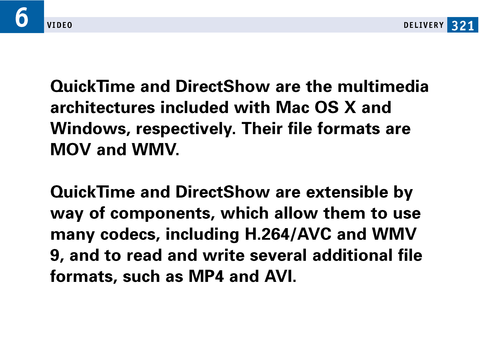 6
VIDEO
DELIVERY 321
QuickTime and DirectShow are the multimedia
architectures included with Mac OS X and
Windows, respectively. Their file formats are
MOV and WMV.
QuickTime and DirectShow are extensible by
way of components, which allow them to use
many codecs, including H.264/AVC and WMV
9, and to read and write several additional file
formats, such as MP4 and AVI.